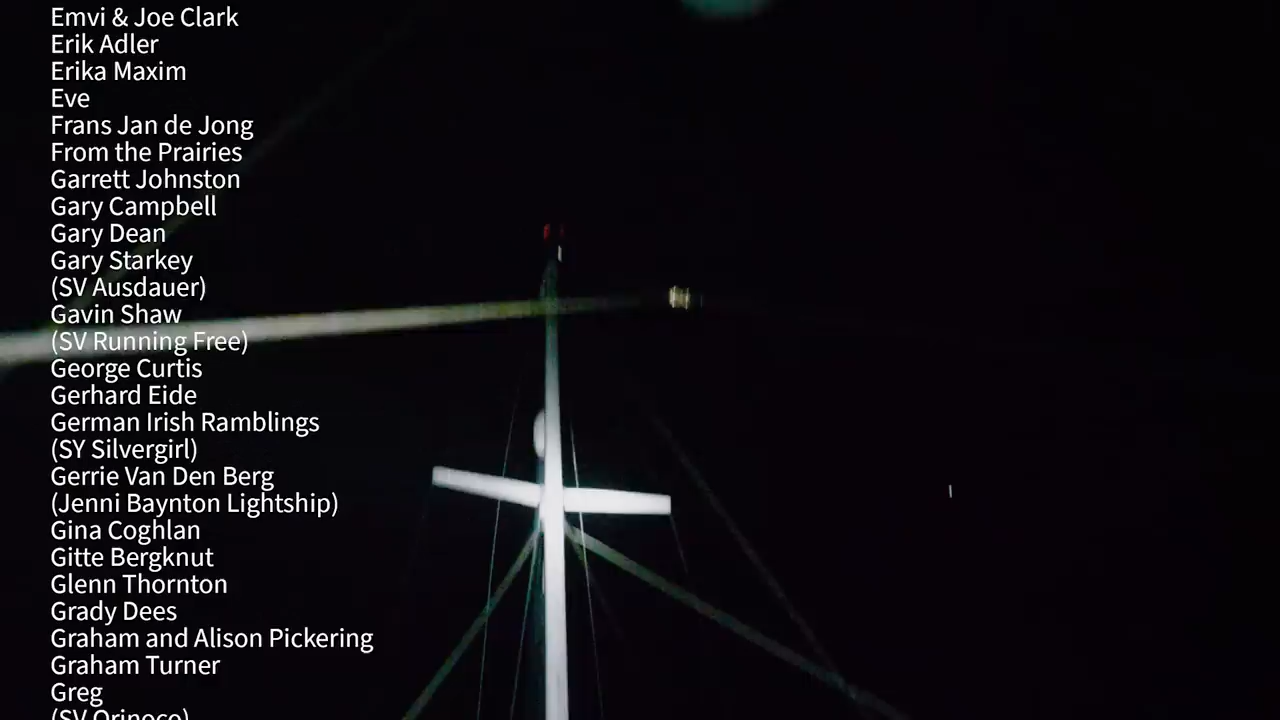 Emvi & Joe Clark
Erik Adler
Erika Maxim
Eve
Frans Jan de Jong
From the Prairies
Garrett Johnston
Gary Campbell
Gary Dean
Gary Starkey
(SV Ausdauer)
Gavin Shaw
(SV Running Free)
George Curtis
Gerhard Eide
German Irish Ramblings
(SY Silvergirl)
Gerrie Van Den Berg
(Jenni Baynton Lightship)
Gina Coghlan
Gitte Bergknut
Glenn Thornton
Grady Dees
Graham and Alison Pickering
Graham Turner
Greg
(SV Orinoco)